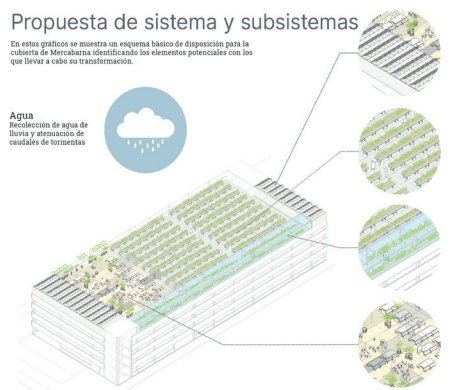 Propuesta de sistema y subsistemas
En estos gráficos se muestra un esquema básico de disposición para la
cubierta de Mercabarna identificando los elementos potenciales con los
que llevar a cabo su transformación.
Agua
Recolección de agua de
lluvia y atenuación de
caudales de tormentas